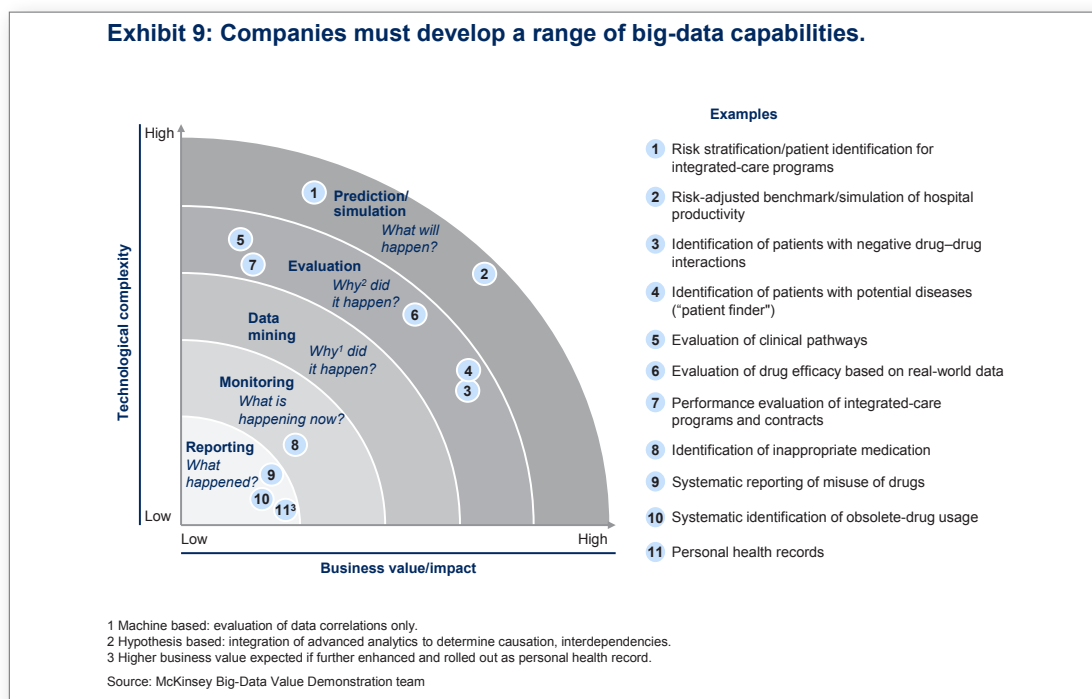 Exhibit 9: Companies must develop a range of big-data capabilities.
High
Technological complexity
Low
1
Prediction/
simulation
What will
happen?
2
5
7
Evaluation
Why² did
it happen?
6
Data
mining
Why¹ did
it happen?
4
3
Monitoring
What is
happening now?
8
Reporting
What
happened?
9
10
11³
Low
High
Business value/impact
Examples
1 Risk stratification/patient identification for
integrated-care programs
2 Risk-adjusted benchmark/simulation of hospital
productivity
3 Identification of patients with negative drug–drug
interactions
4 Identification of patients with potential diseases
(“patient finder")
5 Evaluation of clinical pathways
6 Evaluation of drug efficacy based on real-world data
7 Performance evaluation of integrated-care
programs and contracts
8 Identification of inappropriate medication
9 Systematic reporting of misuse of drugs
10 Systematic identification of obsolete-drug usage
11 Personal health records
1 Machine based: evaluation of data correlations only.
2 Hypothesis based: integration of advanced analytics to determine causation, interdependencies.
3 Higher business value expected if further enhanced and rolled out as personal health record.
Source: McKinsey Big-Data Value Demonstration team